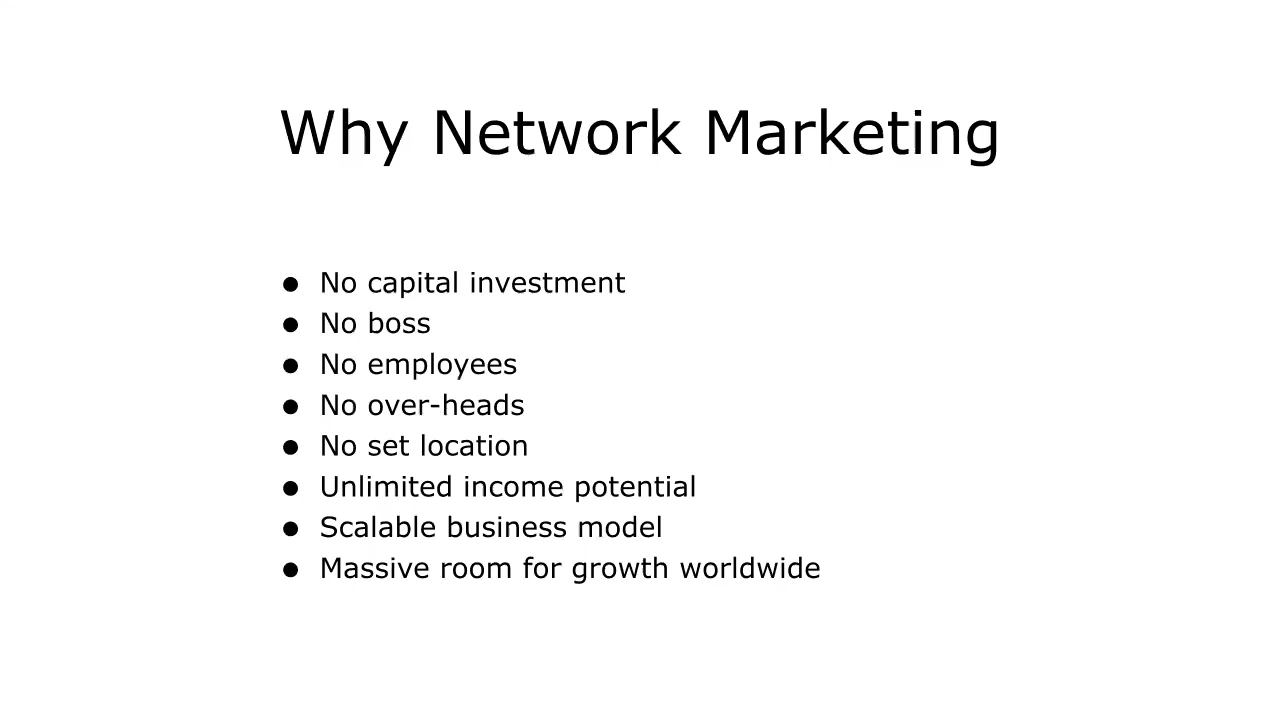 Why Network Marketing
● No capital investment
● No boss
● No employees
● No over-heads
● No set location
● Unlimited income potential
● Scalable business model
● Massive room for growth worldwide